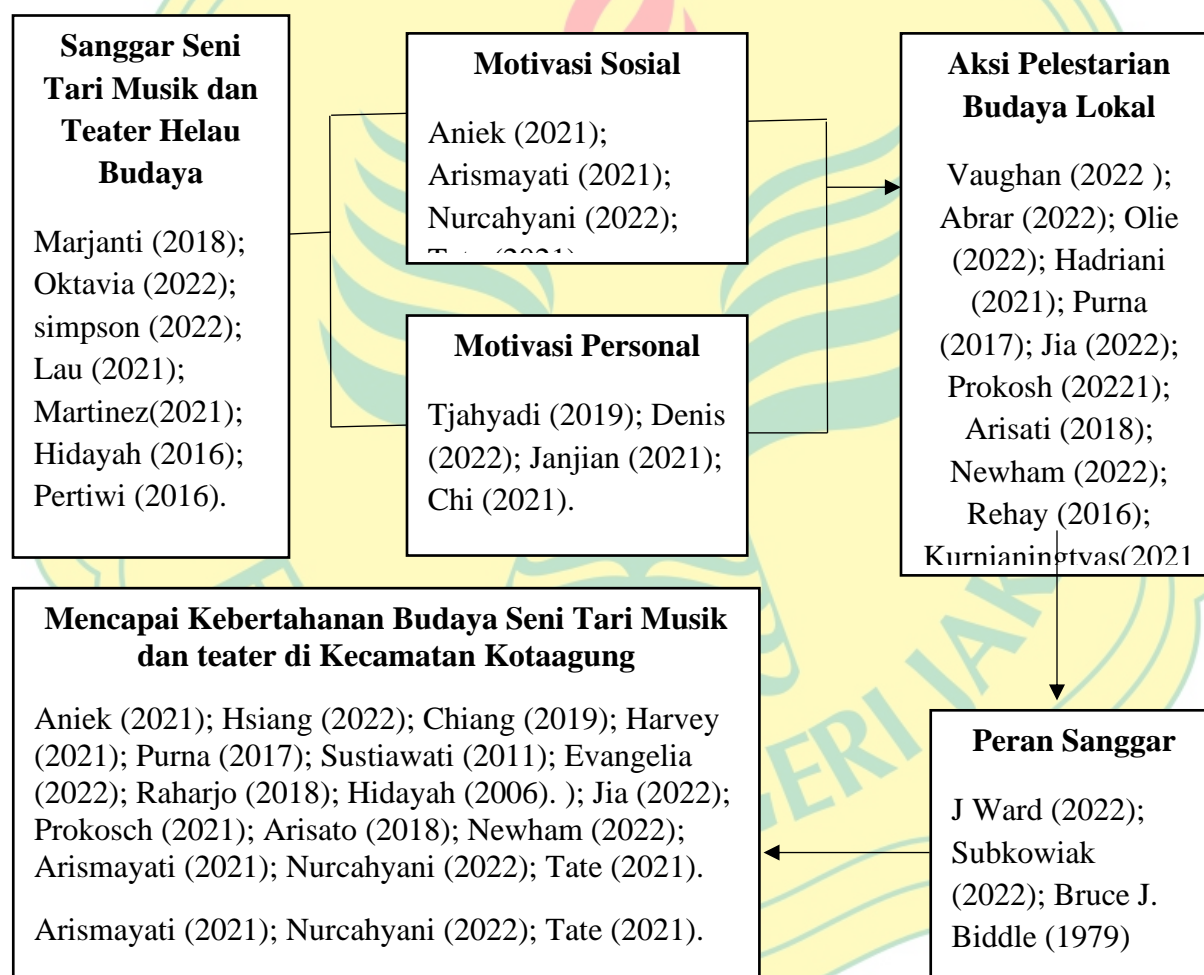 Sanggar Seni
Tari Musik dan
Teater Helau
Budaya
Marjanti (2018);
Oktavia (2022);
simpson (2022);
Lau (2021);
Martinez(2021);
Hidayah (2016);
Pertiwi (2016).
Motivasi Sosial
Aniek (2021);
Arismayati (2021);
Nurcahyani (2022);
Motivasi Personal
Tjahyadi (2019); Denis
(2022); Janjian (2021);
Chi (2021).
Aksi Pelestarian
Budaya Lokal
Vaughan (2022 );
Abrar (2022); Olie
(2022); Hadriani
(2021); Purna
(2017); Jia (2022);
Prokosh (20221);
Arisati (2018);
Newham (2022);
Rehay (2016);
Kurnianingtyas(2021
Mencapai Kebertahanan Budaya Seni Tari Musik
dan teater di Kecamatan Kotaagung
Aniek (2021); Hsiang (2022); Chiang (2019); Harvey
(2021); Purna (2017); Sustiawati (2011); Evangelia
(2022); Raharjo (2018); Hidayah (2006). ); Jia (2022);
Prokosch (2021); Arisato (2018); Newham (2022);
Arismayati (2021); Nurcahyani (2022); Tate (2021).
Arismayati (2021); Nurcahyani (2022); Tate (2021).
Peran Sanggar
J Ward (2022);
Subkowiak
(2022); Bruce J.
Biddle (1979)